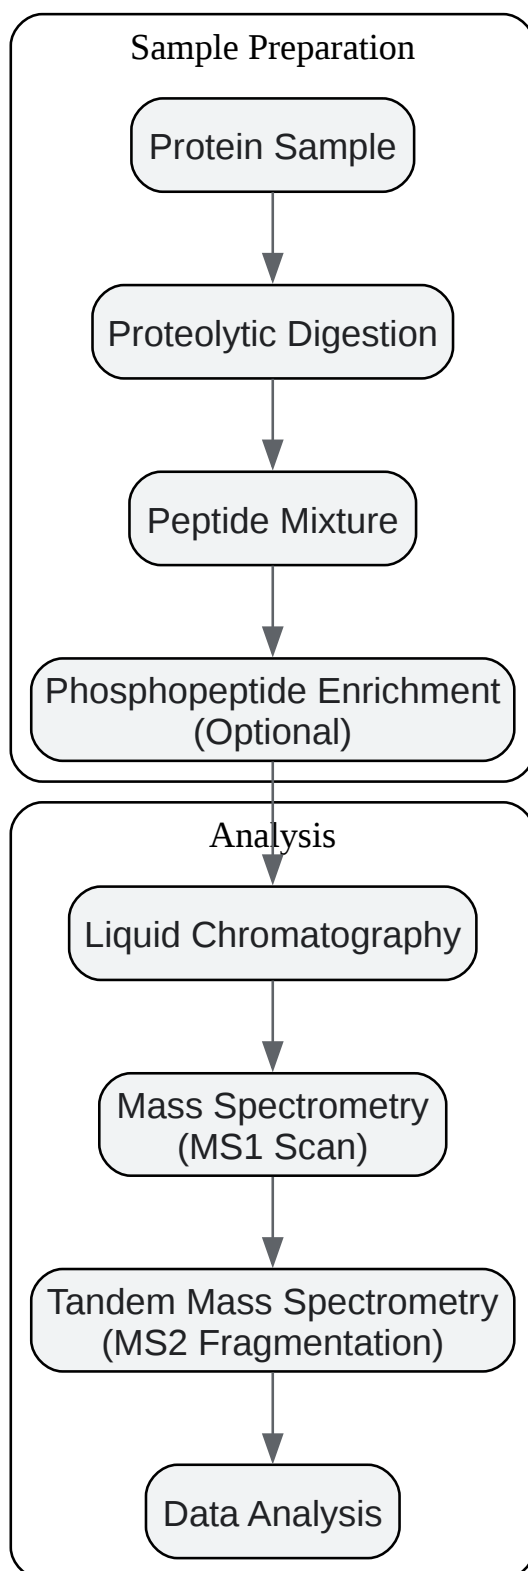 Sample Preparation
Protein Sample
Proteolytic Digestion
Peptide Mixture
Phosphopeptide Enrichment
(Optional)
Analysis
Liquid Chromatography
Mass Spectrometry
(MS1 Scan)
Tandem Mass Spectrometry
(MS2 Fragmentation)
Data Analysis